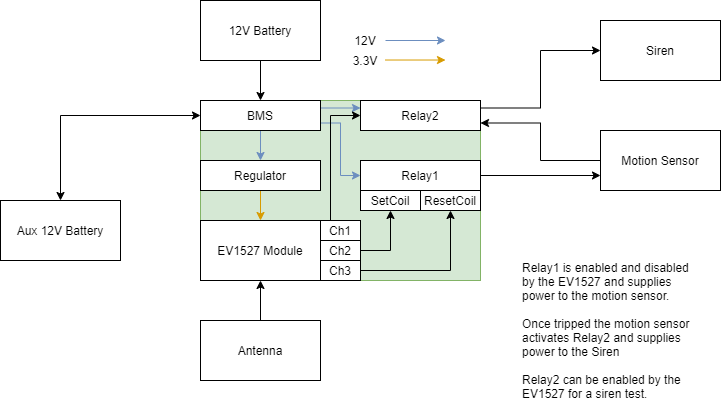 12V Battery
12V
3.3V
Siren
BMS
Relay2
Motion Sensor
Regulator
Relay1
SetCoil
ResetCoil
Aux 12V Battery
EV1527 Module
Ch1
Ch2
Ch3
Antenna
Relay1 is enabled and disabled
by the EV1527 and supplies
power to the motion sensor.
Once tripped the motion sensor
activates Relay2 and supplies
power to the Siren
Relay2 can be enabled by the
EV1527 for a siren test.